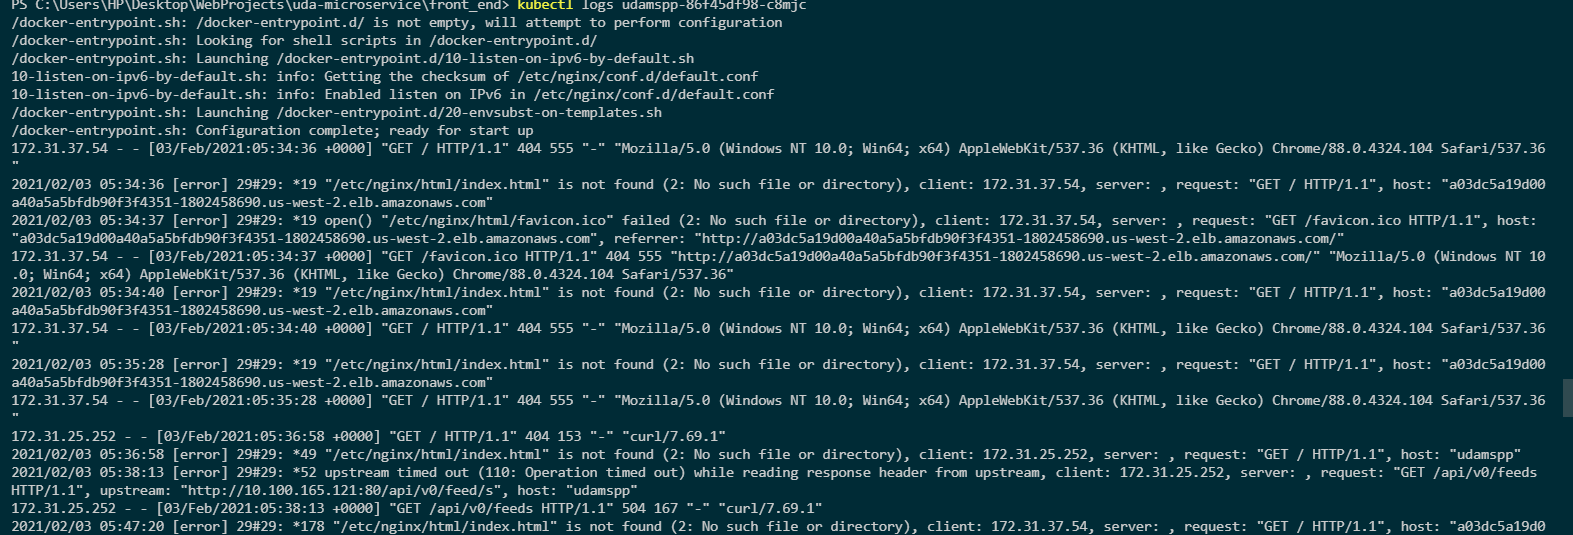 PS C:\Users\HP\Desktop\WebProjects\uda-microservice\front_end> kubectl logs udamspp-86f45df98-c8mjc
/docker-entrypoint.sh: /docker-entrypoint.d/ is not empty, will attempt to perform configuration
/docker-entrypoint.sh: Looking for shell scripts in /docker-entrypoint.d/
/docker-entrypoint.sh: Launching /docker-entrypoint.d/10-listen-on-ipv6-by-default.sh
10-listen-on-ipv6-by-default.sh: info: Getting the checksum of /etc/nginx/conf.d/default.conf
10-listen-on-ipv6-by-default.sh: info: Enabled listen on IPv6 in /etc/nginx/conf.d/default.conf
/docker-entrypoint.sh: Launching /docker-entrypoint.d/20-envsubst-on-templates.sh
/docker-entrypoint.sh: Configuration complete; ready for start up
172.31.37.54 - - [03/Feb/2021:05:34:36 +0000] "GET / HTTP/1.1" 404 555 "-" "Mozilla/5.0 (Windows NT 10.0; Win64; x64) AppleWebKit/537.36 (KHTML, like Gecko) Chrome/88.0.4324.104 Safari/537.36
"
2021/02/03 05:34:36 [error] 29#29: *19 "/etc/nginx/html/index.html" is not found (2: No such file or directory), client: 172.31.37.54, server: , request: "GET / HTTP/1.1", host: "a03dc5a19d00
a40a5a5bfdb90f3f4351-1802458690.us-west-2.elb.amazonaws.com"
2021/02/03 05:34:37 [error] 29#29: *19 open() "/etc/nginx/html/favicon.ico" failed (2: No such file or directory), client: 172.31.37.54, server: , request: "GET /favicon.ico HTTP/1.1", host:
"a03dc5a19d00a40a5a5bfdb90f3f4351-1802458690.us-west-2.elb.amazonaws.com", referrer: "http://a03dc5a19d00a40a5a5bfdb90f3f4351-1802458690.us-west-2.elb.amazonaws.com/"
172.31.37.54 - - [03/Feb/2021:05:34:37 +0000] "GET /favicon.ico HTTP/1.1" 404 555 "http://a03dc5a19d00a40a5a5bfdb90f3f4351-1802458690.us-west-2.elb.amazonaws.com/" "Mozilla/5.0 (Windows NT 10
.0; Win64; x64) AppleWebKit/537.36 (KHTML, like Gecko) Chrome/88.0.4324.104 Safari/537.36"
2021/02/03 05:34:40 [error] 29#29: *19 "/etc/nginx/html/index.html" is not found (2: No such file or directory), client: 172.31.37.54, server: , request: "GET / HTTP/1.1", host: "a03dc5a19d00
a40a5a5bfdb90f3f4351-1802458690.us-west-2.elb.amazonaws.com"
172.31.37.54 - - [03/Feb/2021:05:34:40 +0000] "GET / HTTP/1.1" 404 555 "-" "Mozilla/5.0 (Windows NT 10.0; Win64; x64) AppleWebKit/537.36 (KHTML, like Gecko) Chrome/88.0.4324.104 Safari/537.36
"
2021/02/03 05:35:28 [error] 29#29: *19 "/etc/nginx/html/index.html" is not found (2: No such file or directory), client: 172.31.37.54, server: , request: "GET / HTTP/1.1", host: "a03dc5a19d00
a40a5a5bfdb90f3f4351-1802458690.us-west-2.elb.amazonaws.com"
172.31.37.54 - - [03/Feb/2021:05:35:28 +0000] "GET / HTTP/1.1" 404 555 "-" "Mozilla/5.0 (Windows NT 10.0; Win64; x64) AppleWebKit/537.36 (KHTML, like Gecko) Chrome/88.0.4324.104 Safari/537.36
"
172.31.25.252 - - [03/Feb/2021:05:36:58 +0000] "GET / HTTP/1.1" 404 153 "-" "curl/7.69.1"
2021/02/03 05:36:58 [error] 29#29: *49 "/etc/nginx/html/index.html" is not found (2: No such file or directory), client: 172.31.25.252, server: , request: "GET / HTTP/1.1", host: "udamspp"
2021/02/03 05:38:13 [error] 29#29: *52 upstream timed out (110: Operation timed out) while reading response header from upstream, client: 172.31.25.252, server: , request: "GET /api/v0/feeds
HTTP/1.1", upstream: "http://10.100.165.121:80/api/v0/feed/s", host: "udamspp"
172.31.25.252 - - [03/Feb/2021:05:38:13 +0000] "GET /api/v0/feeds HTTP/1.1" 504 167 "-" "curl/7.69.1"
2021/02/03 05:47:20 [error] 29#29: *178 "/etc/nginx/html/index.html" is not found (2: No such file or directory), client: 172.31.37.54, server: , request: "GET / HTTP/1.1", host: "a03dc5a19d0